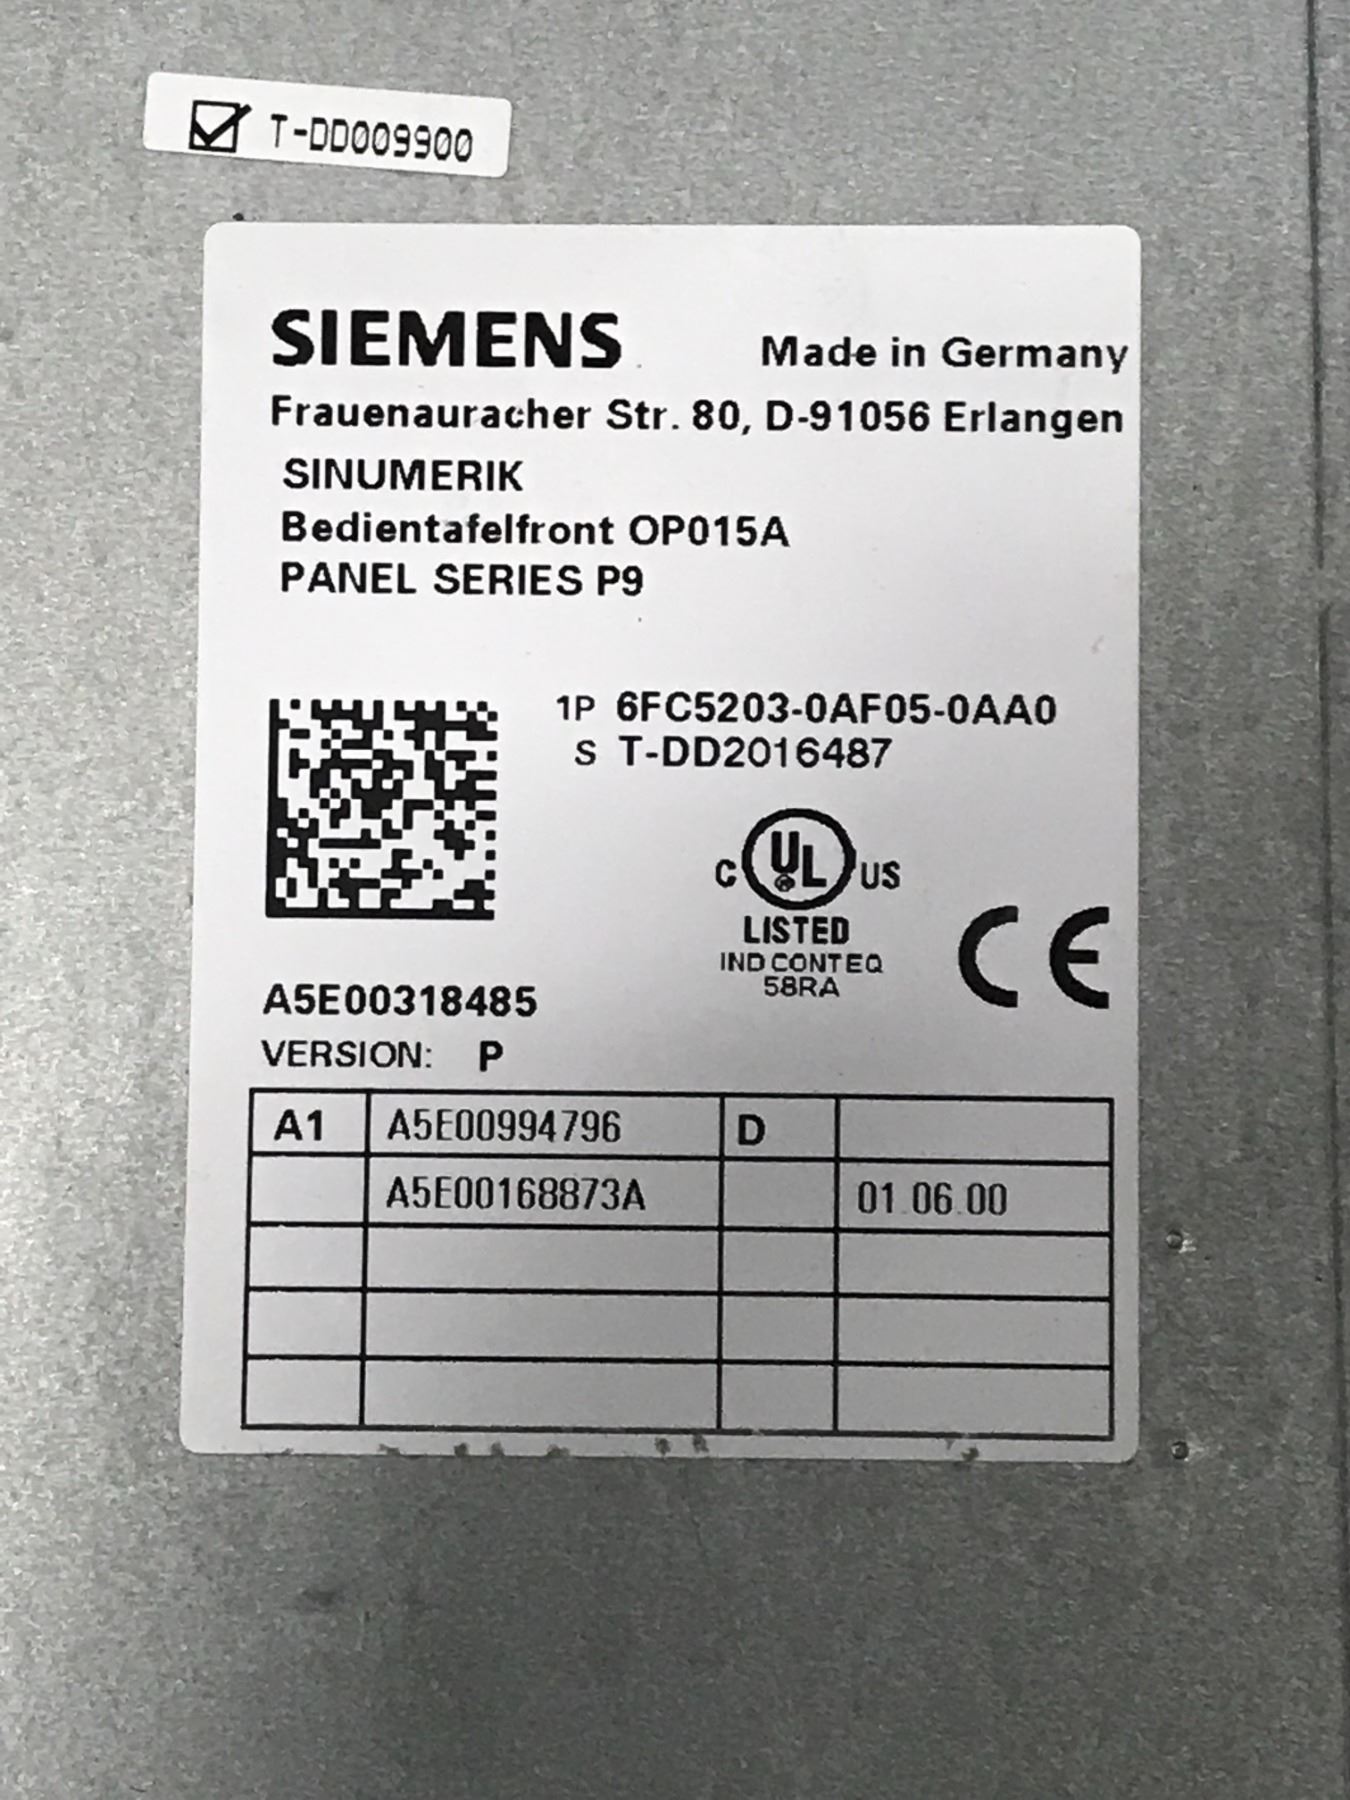 T-DD009900
SIEMENS
Made in Germany
Frauenauracher Str. 80, D-91056 Erlangen
SINUMERIK
Bedientafelfront OP015A
PANEL SERIES P9
1P 6FC5203-0AF05-0AA0
S T-DD2016487
C UL US
LISTED
IND CONT EQ
58RA
CE
A5E00318485
VERSION: P
A1 A5E00994796 D
A5E00168873A 01.06.00